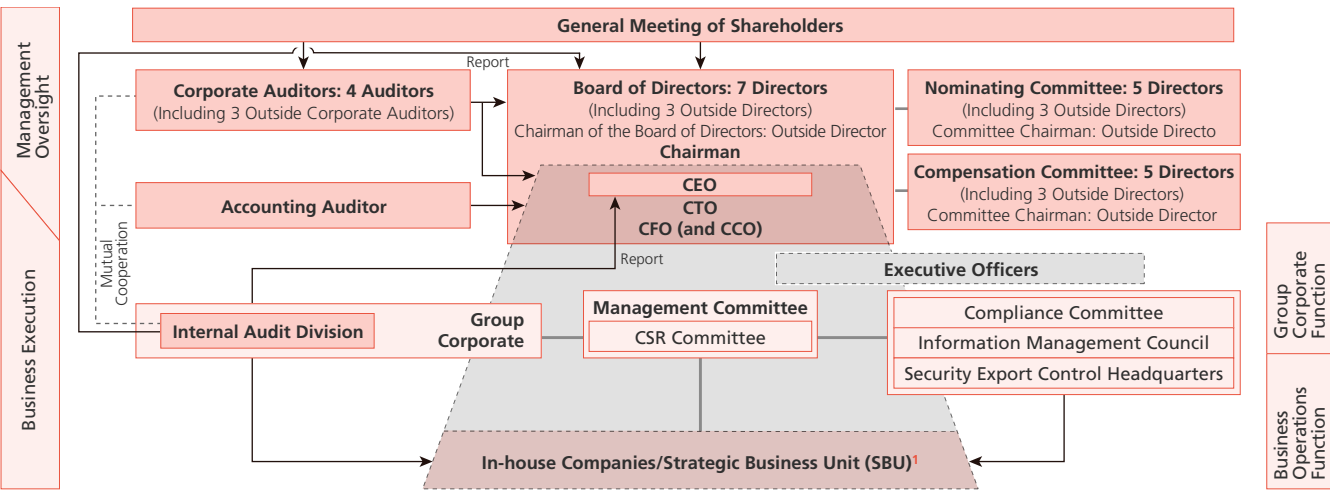 General Meeting of Shareholders
Management
Oversight
Report
Corporate Auditors: 4 Auditors
(Including 3 Outside Corporate Auditors)
Board of Directors: 7 Directors
(Including 3 Outside Directors)
Chairman of the Board of Directors: Outside Director
Chairman
Nominating Committee: 5 Directors
(Including 3 Outside Directors)
Committee Chairman: Outside Directo
Compensation Committee: 5 Directors
(Including 3 Outside Directors)
Committee Chairman: Outside Director
Accounting Auditor
CEO
CTO
CFO (and CCO)
Mutual
Cooperation
Report
Executive Officers
Business Execution
Internal Audit Division
Group
Corporate
Management Committee
CSR Committee
Compliance Committee
Information Management Council
Security Export Control Headquarters
Group
Corporate
Function
Business
Operations
Function
In-house Companies/Strategic Business Unit (SBU)1